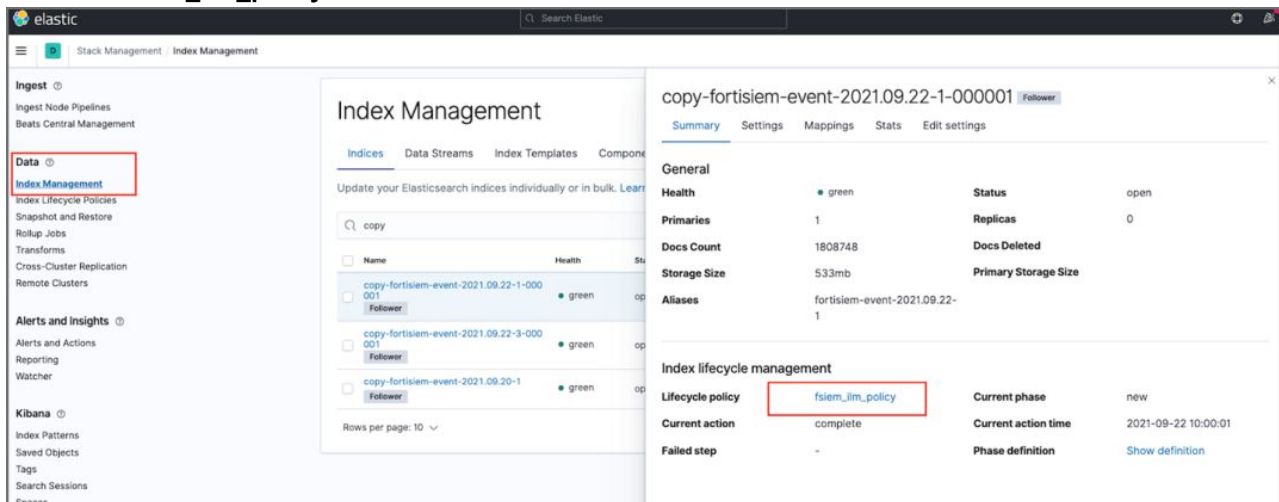 elastic
Search Elastic
D
Stack Management / Index Management
Ingest
Ingest Node Pipelines
Beats Central Management
Data
Index Management
Index Lifecycle Policies
Snapshot and Restore
Rollup Jobs
Transforms
Cross-Cluster Replication
Remote Clusters
Alerts and Insights
Alerts and Actions
Reporting
Watcher
Kibana
Index Patterns
Saved Objects
Tags
Search Sessions
Index Management
Indices Data Streams Index Templates Compone
Update your Elasticsearch indices individually or in bulk. Learn
copy
Name Health Sta
copy-fortisiem-event-2021.09.22-1-000
001 green op
Follower
copy-fortisiem-event-2021.09.22-3-000
001 green op
Follower
copy-fortisiem-event-2021.09.20-1 green op
Follower
Rows per page: 10
copy-fortisiem-event-2021.09.22-1-000001 Follower
Summary Settings Mappings Stats Edit settings
General
Health green Status open
Primaries 1 Replicas 0
Docs Count 1808748 Docs Deleted
Storage Size 533mb Primary Storage Size
Aliases fortisiem-event-2021.09.22-
1
Index lifecycle management
Lifecycle policy fsiem_ilm_policy Current phase new
Current action complete Current action time 2021-09-22 10:00:01
Failed step - Phase definition Show definition